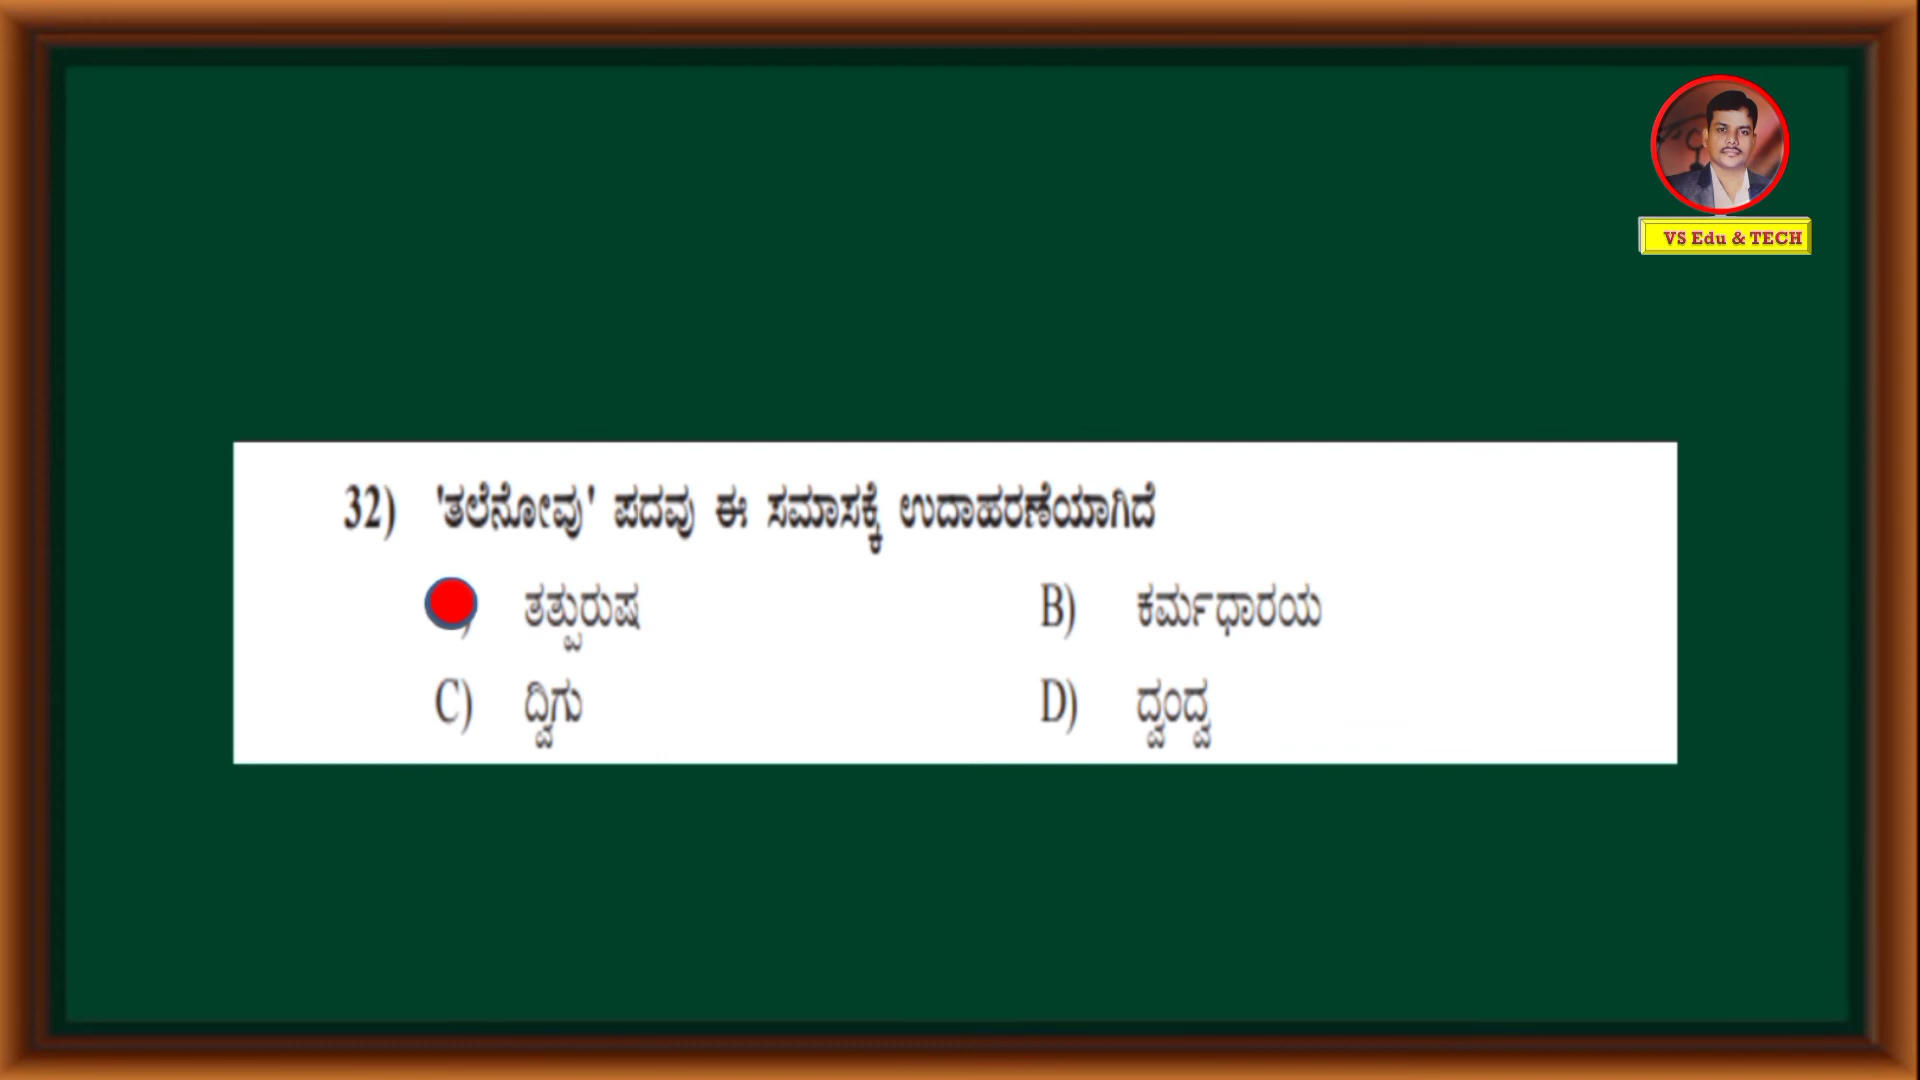 VS Edu & TECH
32) 'ತಲೆನೋವು' ಪದವು ಈ ಸಮಾಸಕ್ಕೆ ಉದಾಹರಣೆಯಾಗಿದೆ
) ತತ್ಪುರುಷ B) ಕರ್ಮಧಾರಯ
C) ದ್ವಿಗು D) ದ್ವಂದ್ವ